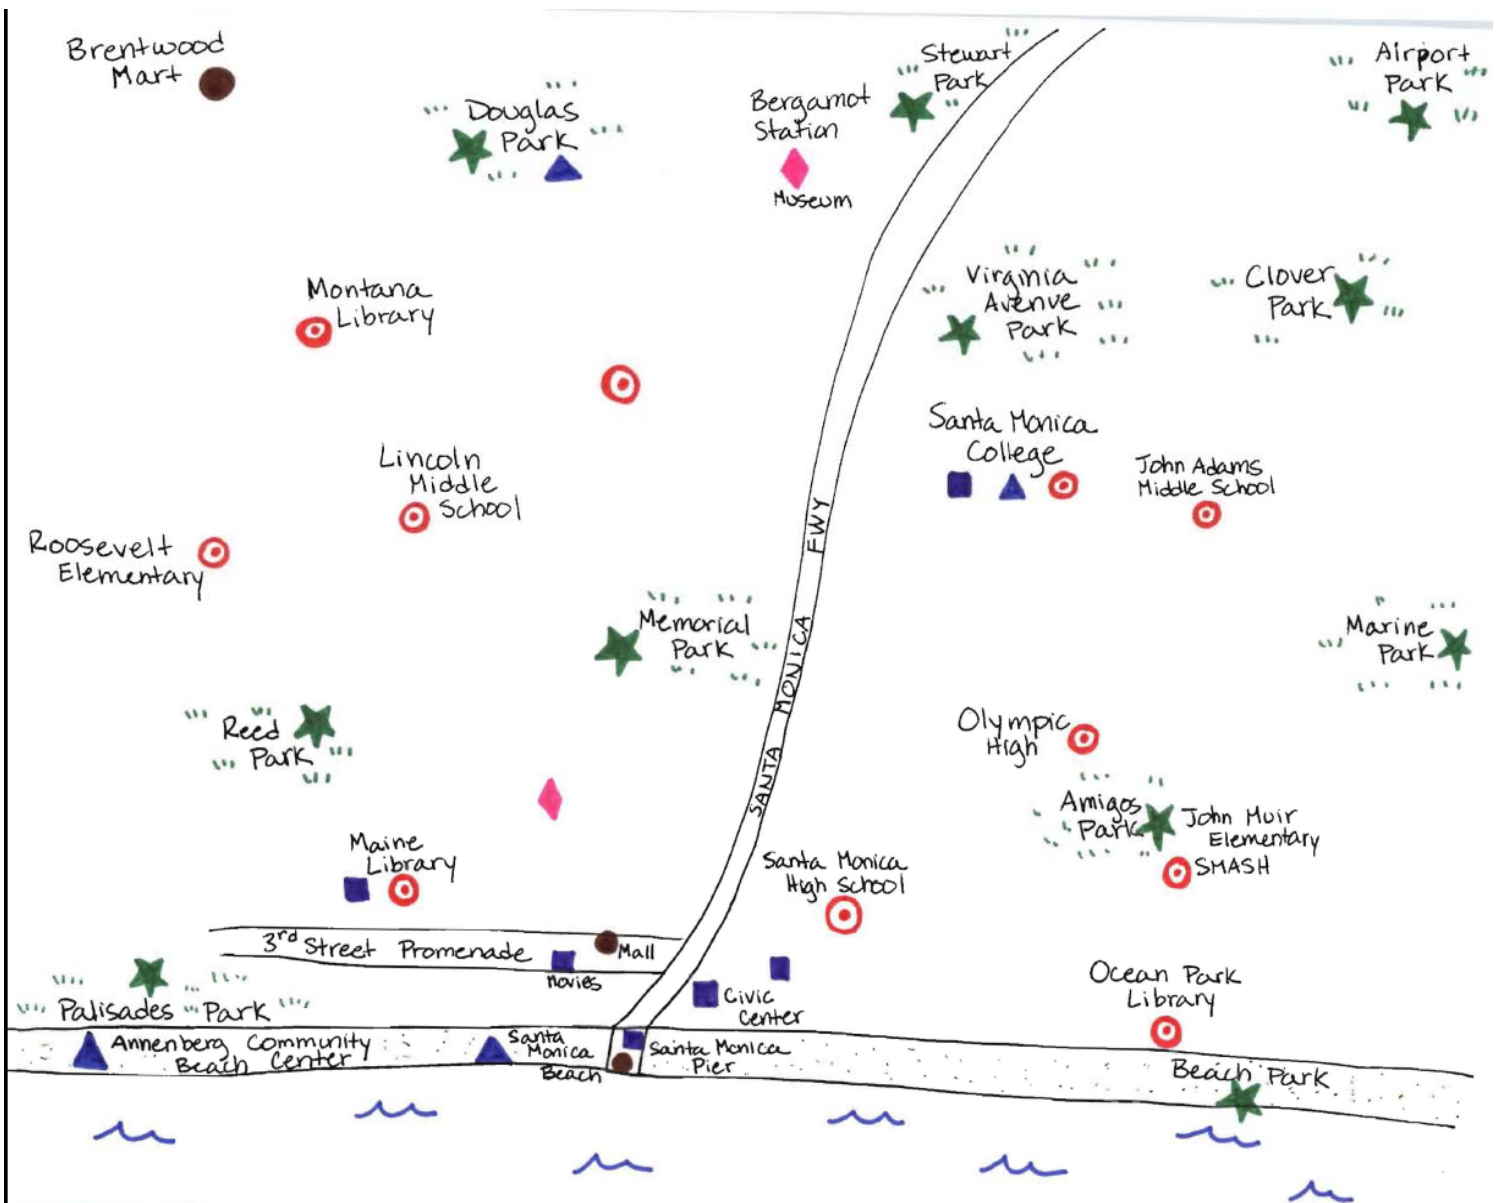 Brentwood
Mart
Douglas
Park
Bergamot
Station
Museum
Stewart
Park
Airport
Park
Montana
Library
Virginia
Avenue
Park
Clover
Park
Lincoln
Middle
School
Santa Monica
College
John Adams
Middle School
Roosevelt
Elementary
SANTA MONICA FWY
Memorial
Park
Marine
Park
Reed
Park
Olympic
High
Amigos
Park
John Muir
Elementary
SMASH
Maine
Library
Santa Monica
High School
3rd Street Promenade
Mall
Movies
Palisades Park
Civic
Center
Ocean Park
Library
Annenberg Community
Beach Center
Santa
Monica
Beach
Santa Monica
Pier
Beach Park